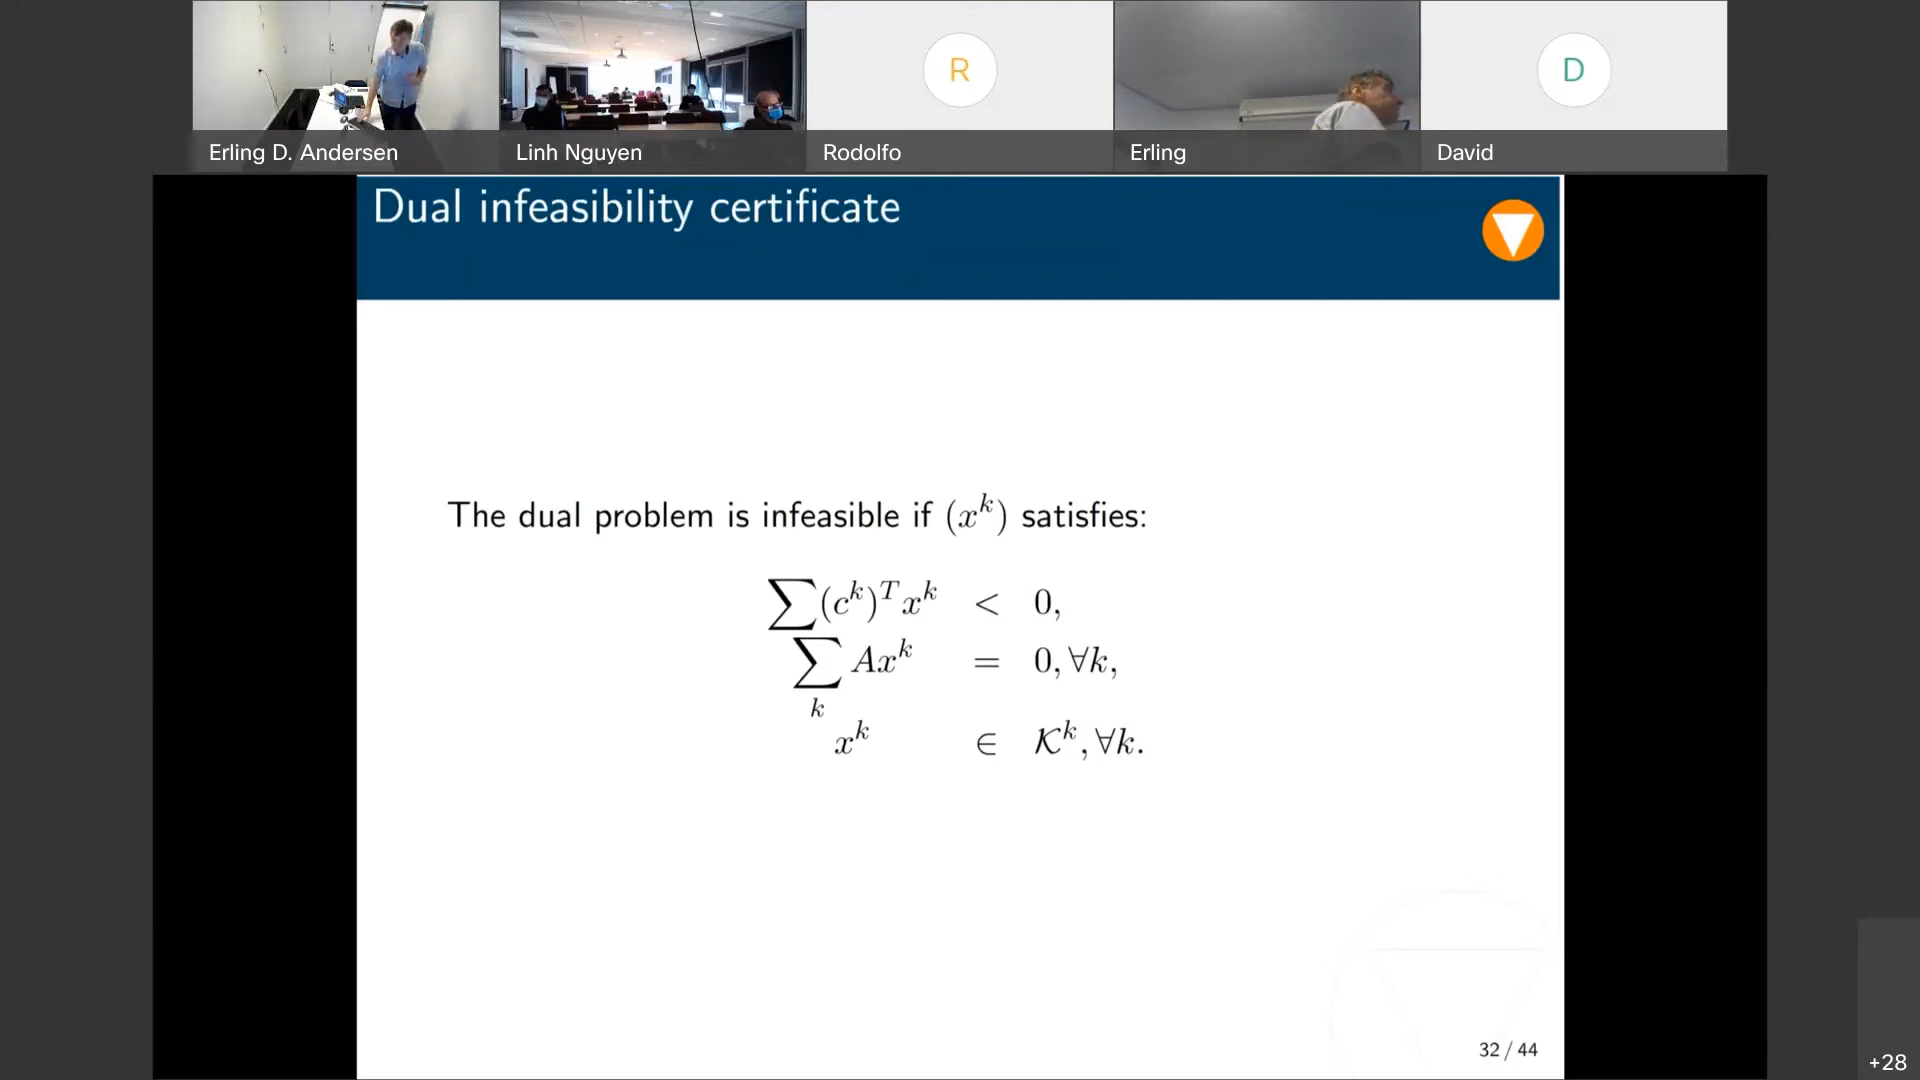 Erling D. Andersen
Linh Nguyen
R
Rodolfo
Erling
D
David
Dual infeasibility certificate
The dual problem is infeasible if (x^k) satisfies:
∑(c^k)^T x^k < 0,
∑_k Ax^k = 0, ∀k,
x^k ∈ 𝒦^k, ∀k.
32 / 44
+28